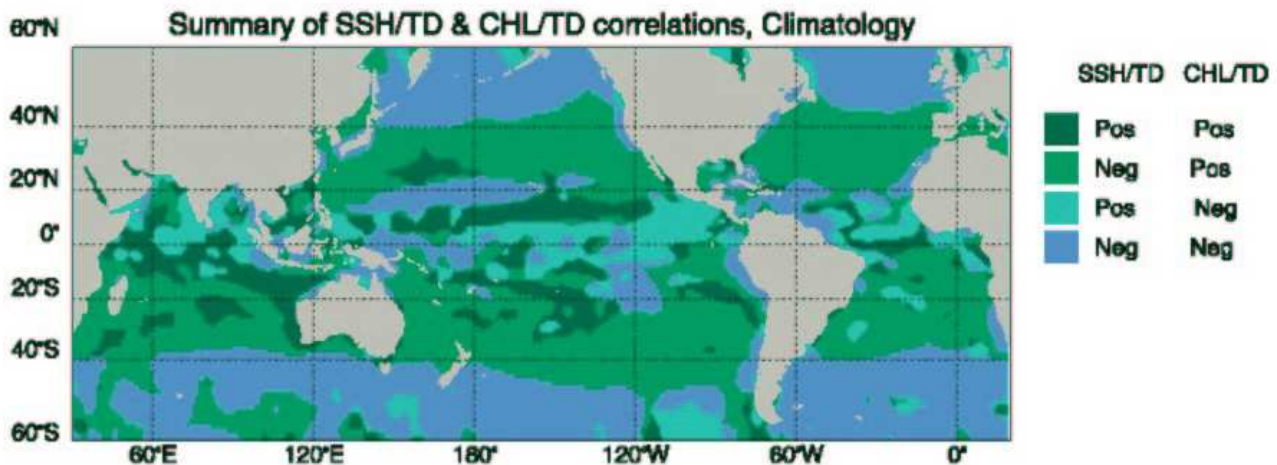 Summary of SSH/TD & CHL/TD correlations, Climatology
60°N
40°N
20°N
0°
20°S
40°S
60°S
60°E 120°E 180° 120°W 60°W 0°
SSH/TD CHL/TD
Pos Pos
Neg Pos
Pos Neg
Neg Neg